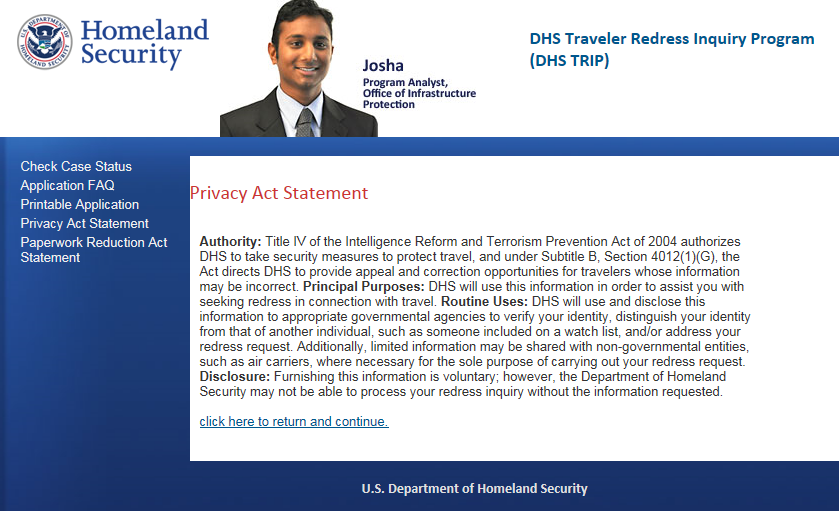 U.S. DEPARTMENT OF HOMELAND SECURITY
Homeland
Security
Josha
Program Analyst,
Office of Infrastructure
Protection
DHS Traveler Redress Inquiry Program
(DHS TRIP)
Check Case Status
Application FAQ
Printable Application
Privacy Act Statement
Paperwork Reduction Act
Statement
Privacy Act Statement
Authority: Title IV of the Intelligence Reform and Terrorism Prevention Act of 2004 authorizes
DHS to take security measures to protect travel, and under Subtitle B, Section 4012(1)(G), the
Act directs DHS to provide appeal and correction opportunities for travelers whose information
may be incorrect. Principal Purposes: DHS will use this information in order to assist you with
seeking redress in connection with travel. Routine Uses: DHS will use and disclose this
information to appropriate governmental agencies to verify your identity, distinguish your identity
from that of another individual, such as someone included on a watch list, and/or address your
redress request. Additionally, limited information may be shared with non-governmental entities,
such as air carriers, where necessary for the sole purpose of carrying out your redress request.
Disclosure: Furnishing this information is voluntary; however, the Department of Homeland
Security may not be able to process your redress inquiry without the information requested.
click here to return and continue.
U.S. Department of Homeland Security